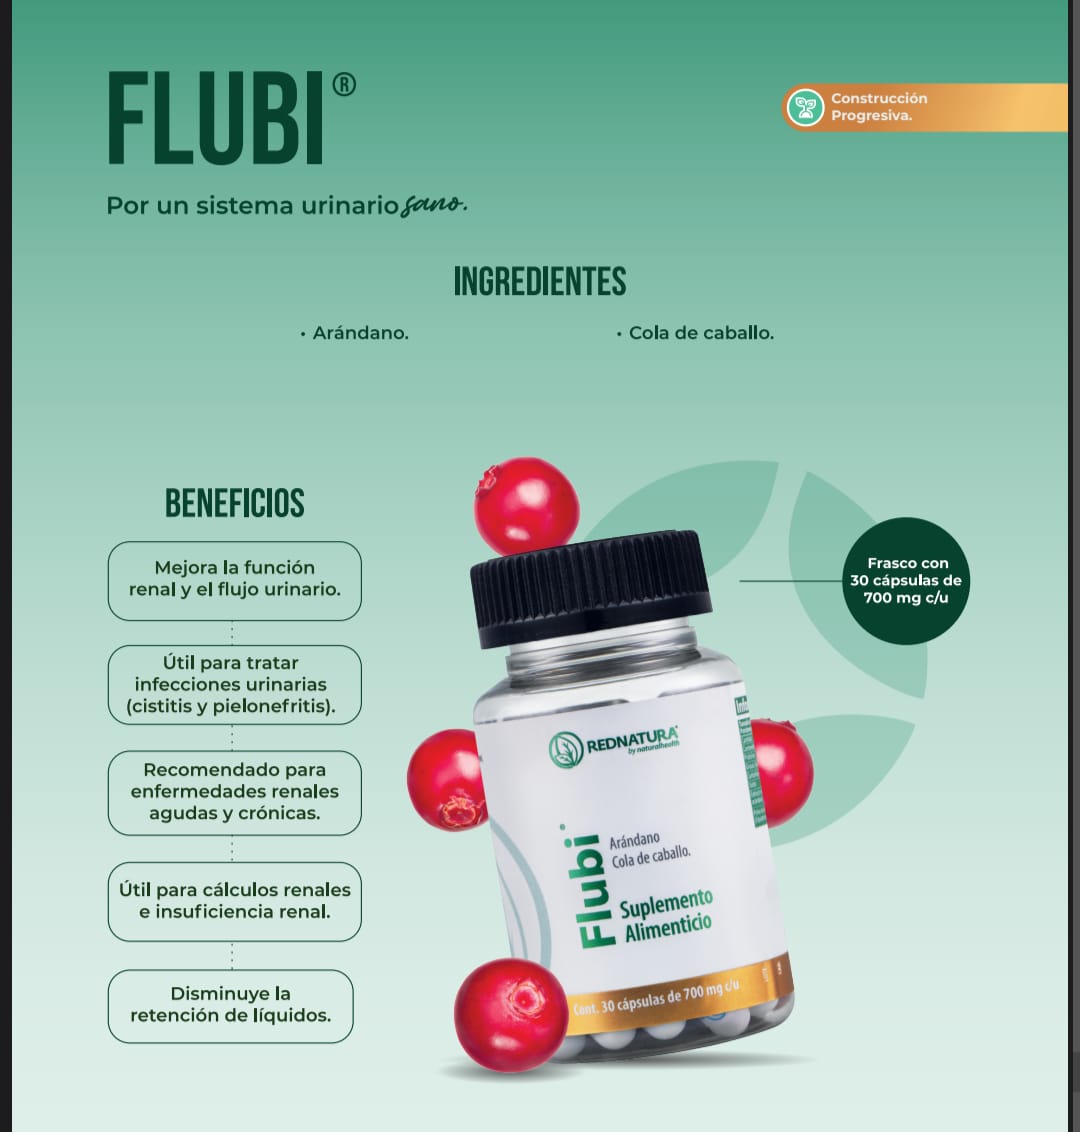 FLUBI®
Construcción
Progresiva.
Por un sistema urinario sano.
INGREDIENTES
• Arándano.
• Cola de caballo.
BENEFICIOS
Mejora la función
renal y el flujo urinario.
Útil para tratar
infecciones urinarias
(cistitis y pielonefritis).
Recomendado para
enfermedades renales
agudas y crónicas.
Útil para cálculos renales
e insuficiencia renal.
Disminuye la
retención de líquidos.
Frasco con
30 cápsulas de
700 mg c/u
REDNATURA
by naturalhealth
Flubi
Arándano
Cola de caballo.
Suplemento
Alimenticio
Cont. 30 cápsulas de 700 mg c/u